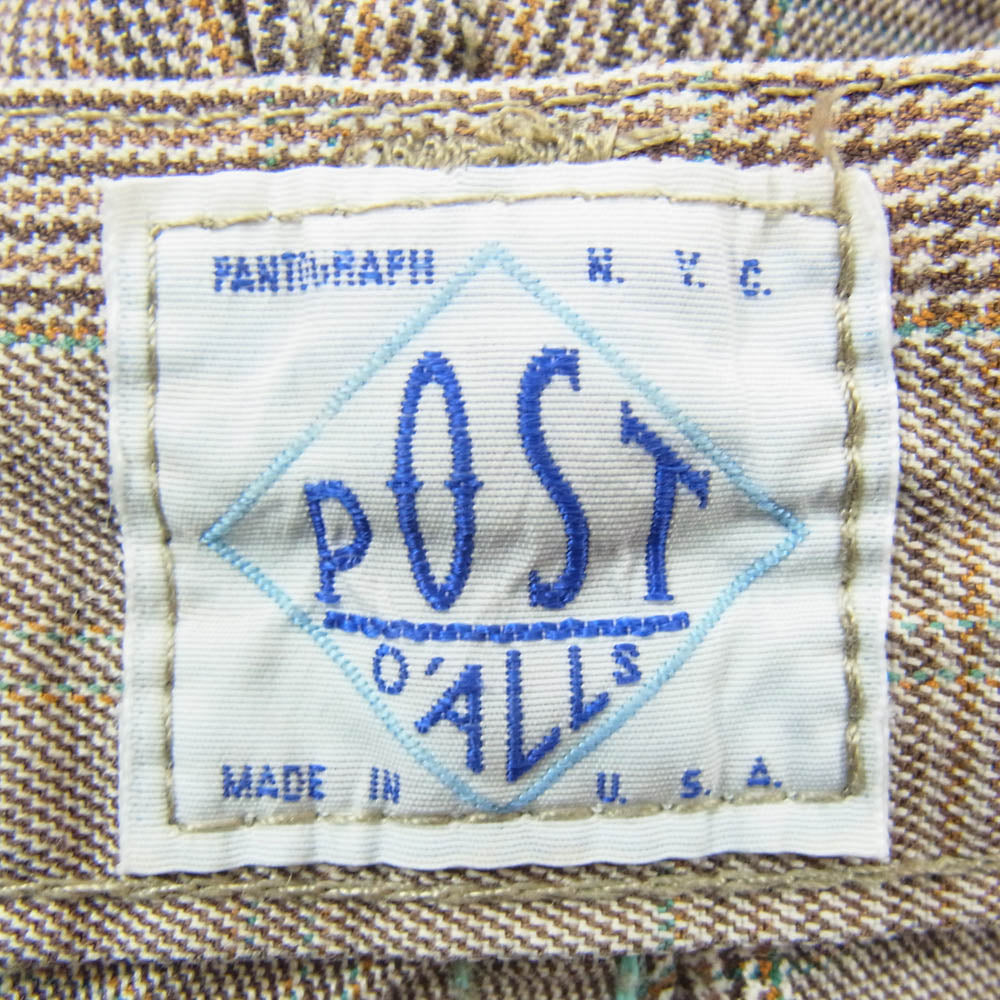 PANTOGRAPH N. Y. C.
POST
O'ALLS
MADE IN U. S. A.